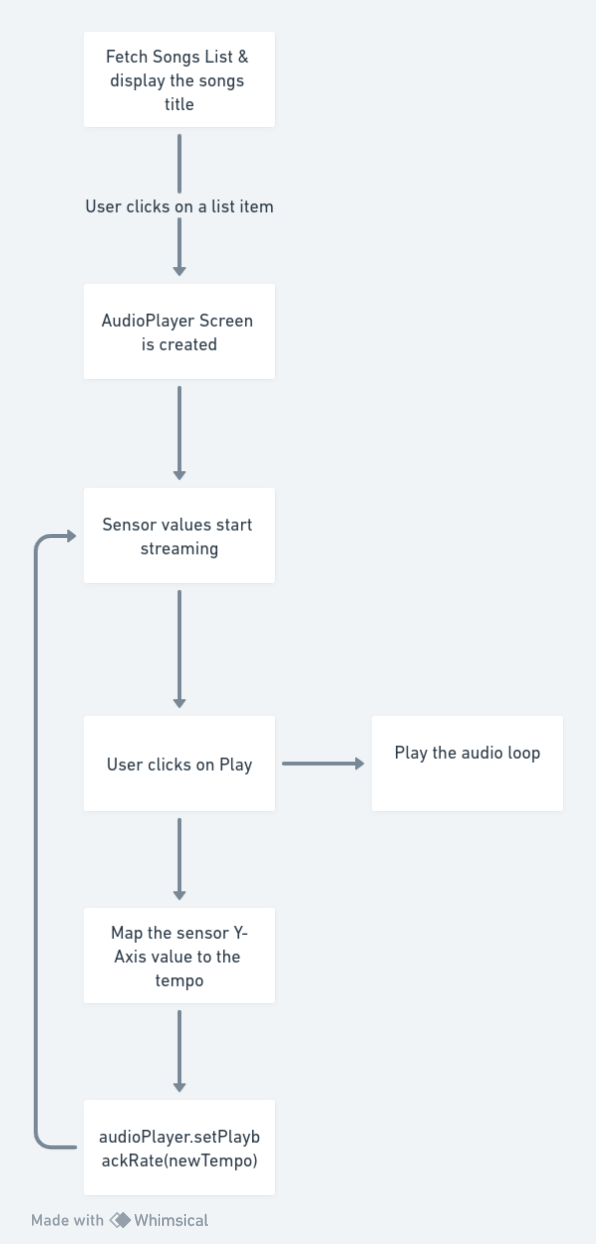 Fetch Songs List &
display the songs
title
User clicks on a list item
AudioPlayer Screen
is created
Sensor values start
streaming
User clicks on Play
Play the audio loop
Map the sensor Y-
Axis value to the
tempo
audioPlayer.setPlayb
ackRate(newTempo)
Made with Whimsical